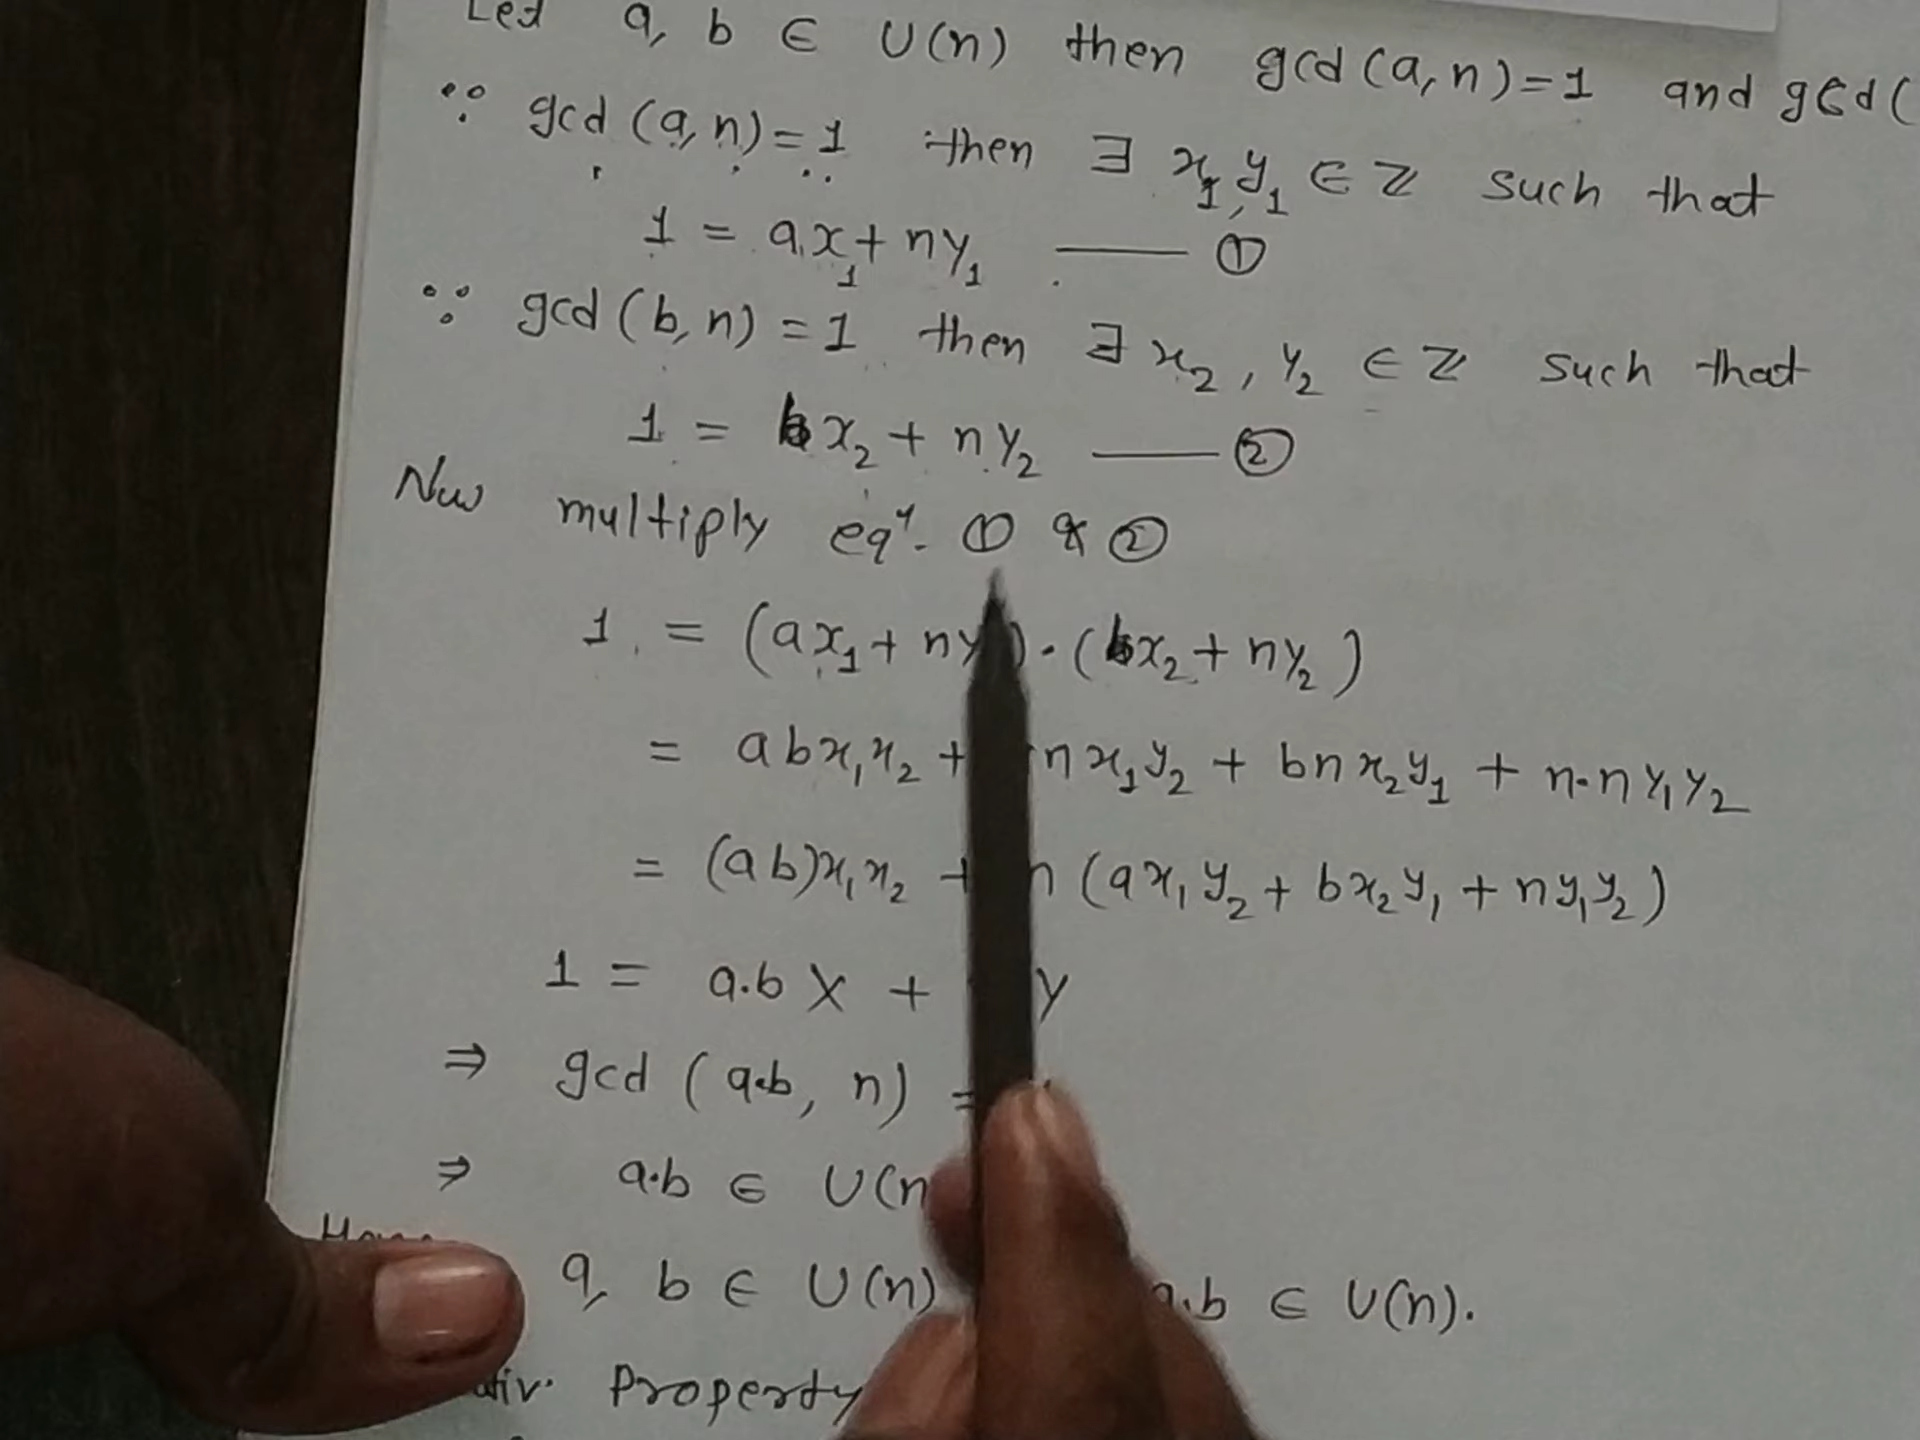 Let a, b ∈ U(n) then gcd(a,n)=1 and gcd(
∵ gcd(a,n)=1 then ∃ x₁, y₁ ∈ ℤ such that
1 = ax₁ + ny₁ —— ①
∵ gcd(b,n)=1 then ∃ x₂, y₂ ∈ ℤ such that
1 = bx₂ + ny₂ —— ②
Now multiply eqⁿ. ① & ②
1 = (ax₁ + ny)·(bx₂ + ny₂)
= abx₁x₂ + nx₁y₂ + bnx₂y₁ + n·ny₁y₂
= (ab)x₁x₂ + n(ax₁y₂ + bx₂y₁ + ny₁y₂)
1 = a·b X + Y
⇒ gcd(a·b, n) =
⇒ a·b ∈ U(n
a, b ∈ U(n) a·b ∈ U(n).
Property